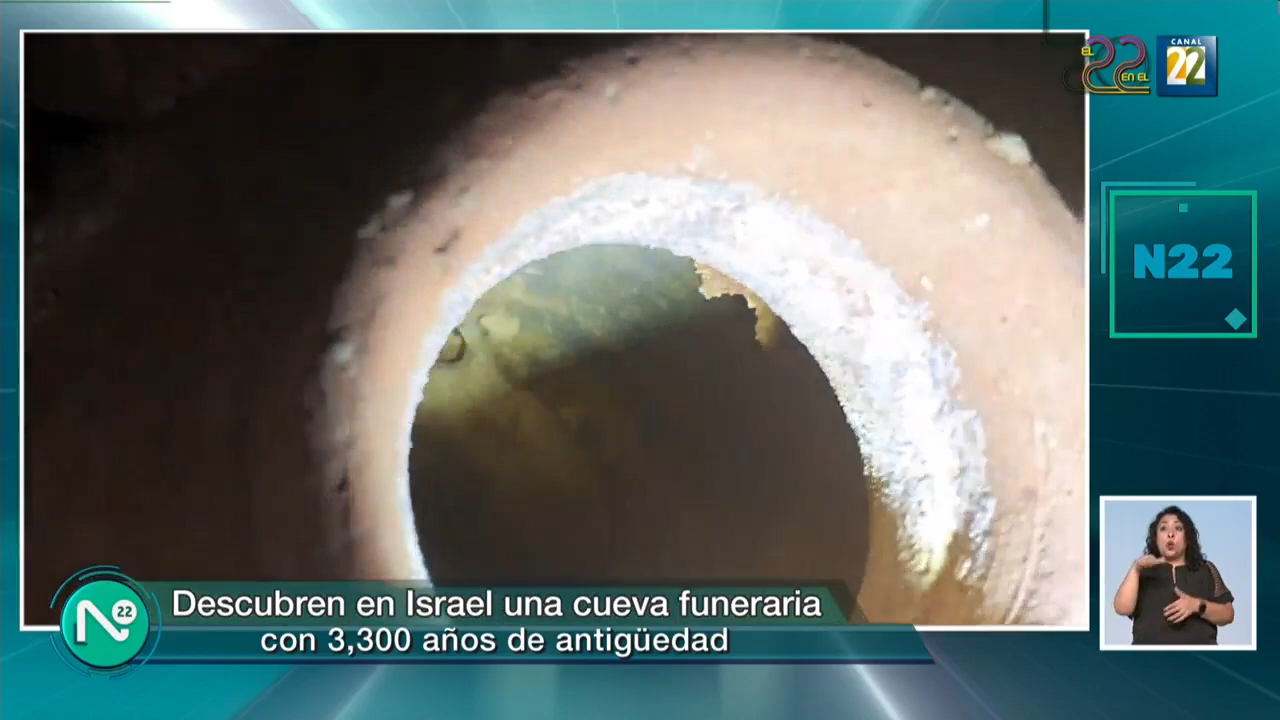 EL 22 EN EL
CANAL 22
N22
N 22
Descubren en Israel una cueva funeraria
con 3,300 años de antigüedad